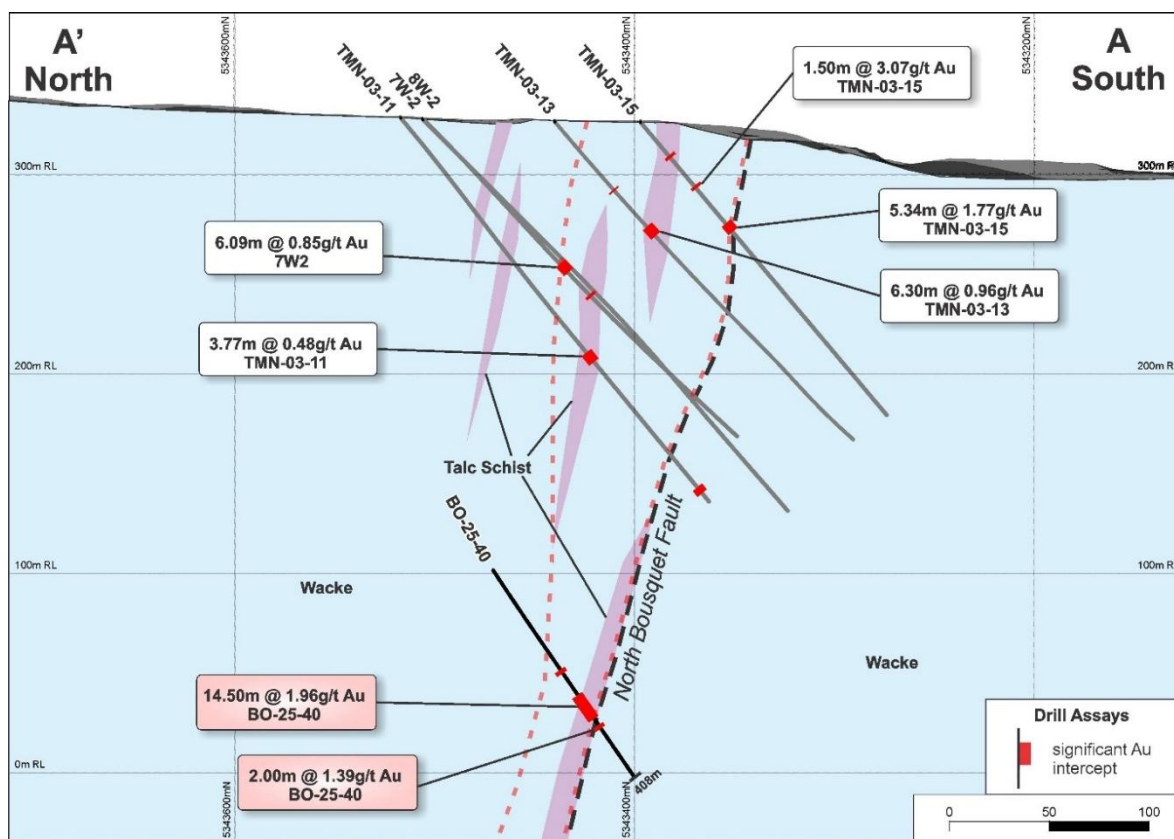 A'
North
5343600mN
5343400mN
5343200mN
A
South
TMN-03-11
7W-2
8W-2
TMN-03-13
TMN-03-15
1.50m @ 3.07g/t Au
TMN-03-15
300m RL
300m RL
5.34m @ 1.77g/t Au
TMN-03-15
6.09m @ 0.85g/t Au
7W2
6.30m @ 0.96g/t Au
TMN-03-13
3.77m @ 0.48g/t Au
TMN-03-11
200m RL
200m RL
Talc Schist
BO-25-40
North Bousquet Fault
100m RL
100m RL
Wacke
Wacke
14.50m @ 1.96g/t Au
BO-25-40
2.00m @ 1.39g/t Au
BO-25-40
Drill Assays
significant Au
intercept
0m RL
408m
5343600mN
5343400mN
0
50
100